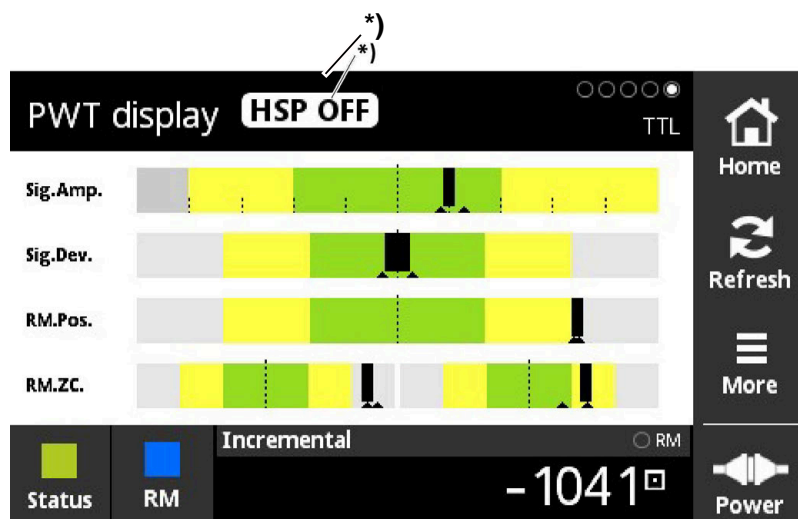 *)
*)
PWT display HSP OFF
TTL
Home
Sig.Amp.
Sig.Dev.
Refresh
RM.Pos.
RM.ZC.
More
Incremental
RM
-1041
Status
RM
Power